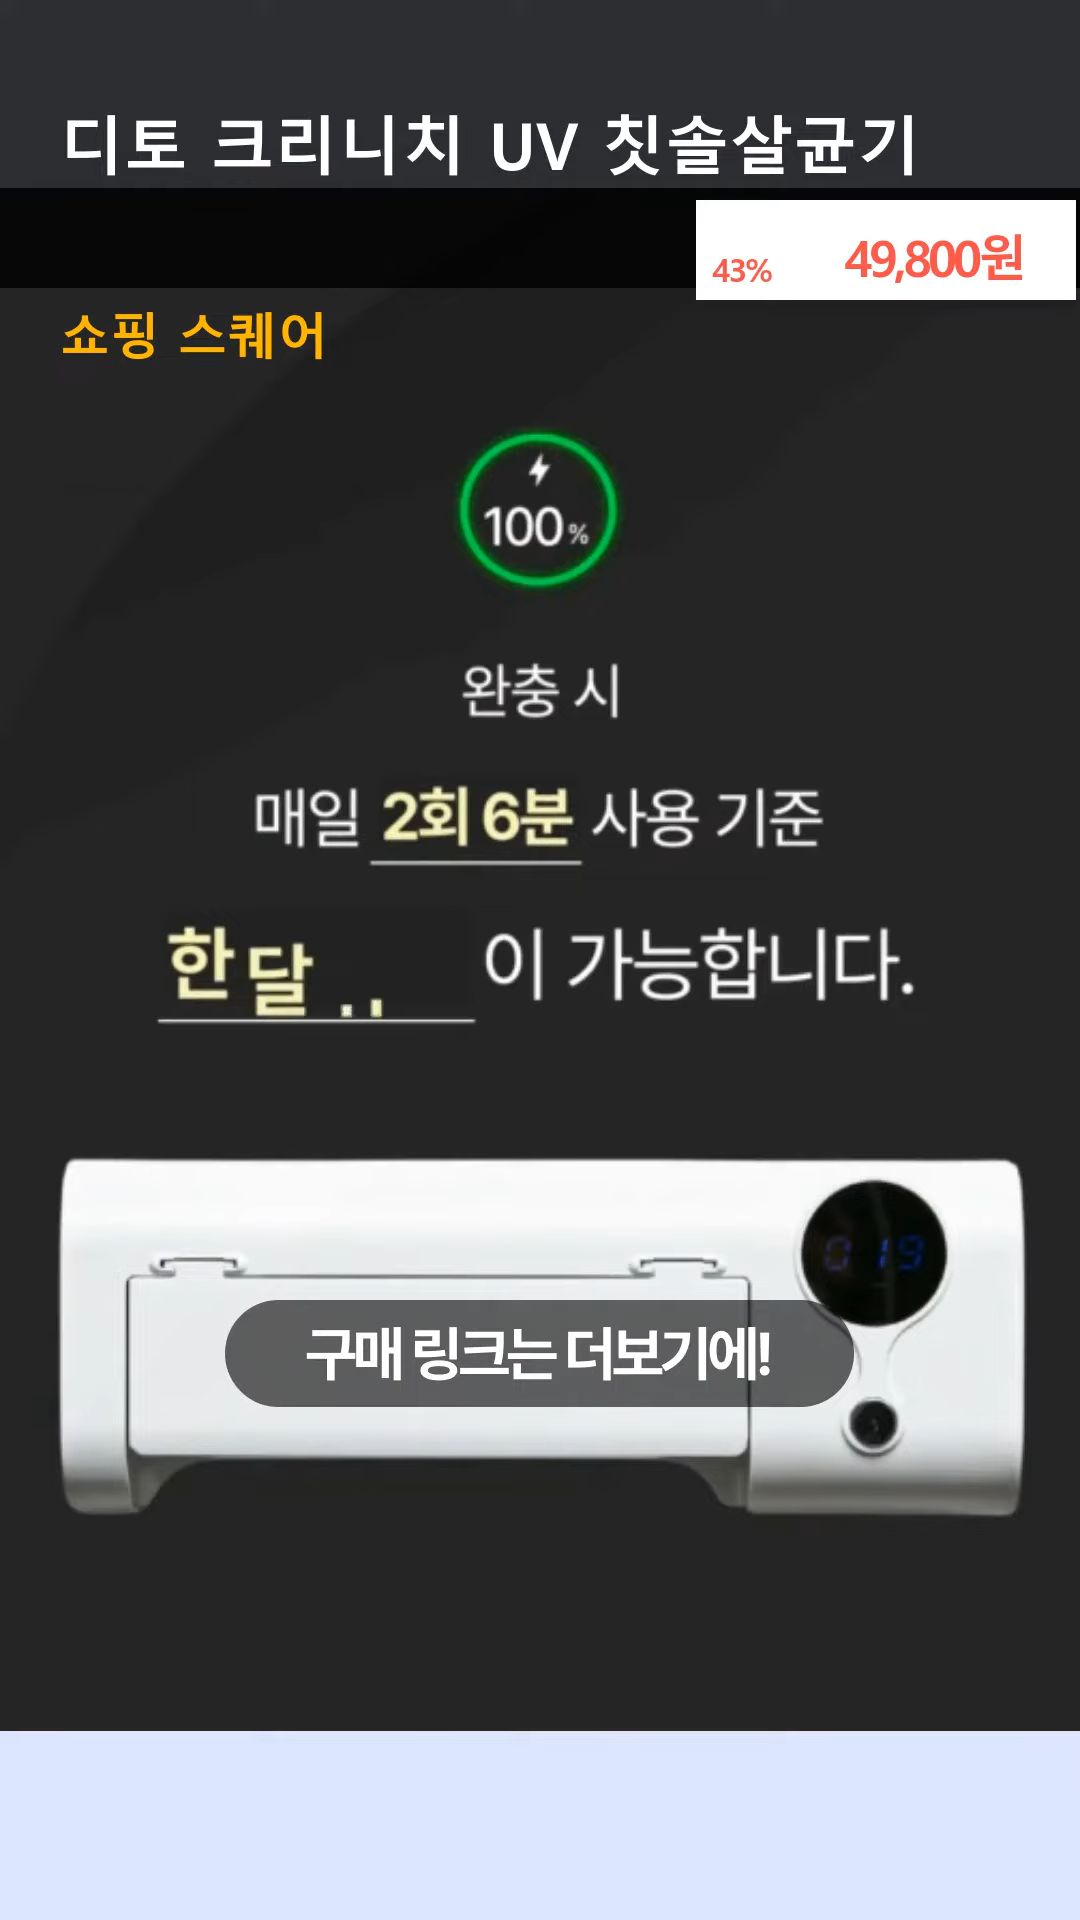 디토 크리니치 UV 칫솔살균기
43% 49,800원
쇼핑 스퀘어
100%
완충 시
매일 2회 6분 사용 기준
한달 이 가능합니다.
019
구매 링크는 더보기에!